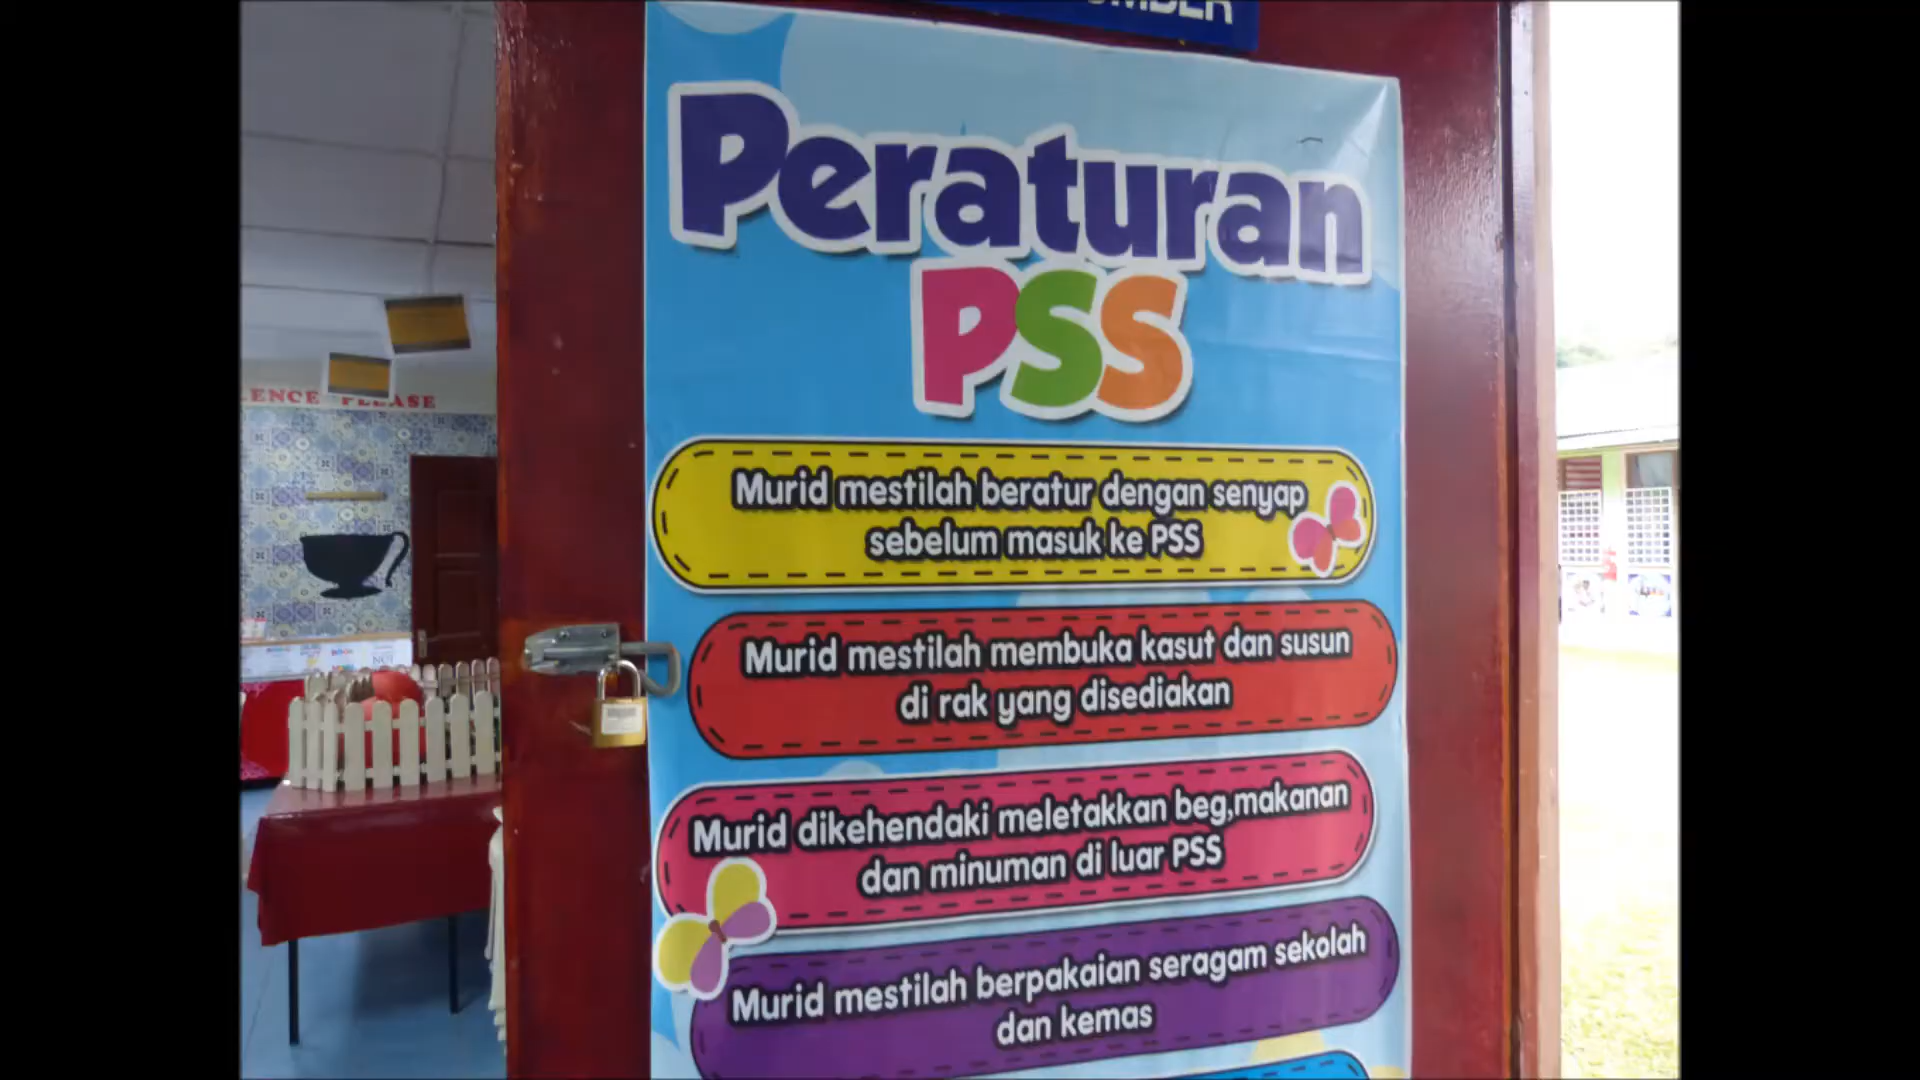 Peraturan
PSS
Murid mestilah beratur dengan senyap
sebelum masuk ke PSS
Murid mestilah membuka kasut dan susun
di rak yang disediakan
Murid dikehendaki meletakkan beg,makanan
dan minuman di luar PSS
Murid mestilah berpakaian seragam sekolah
dan kemas
PLEASE